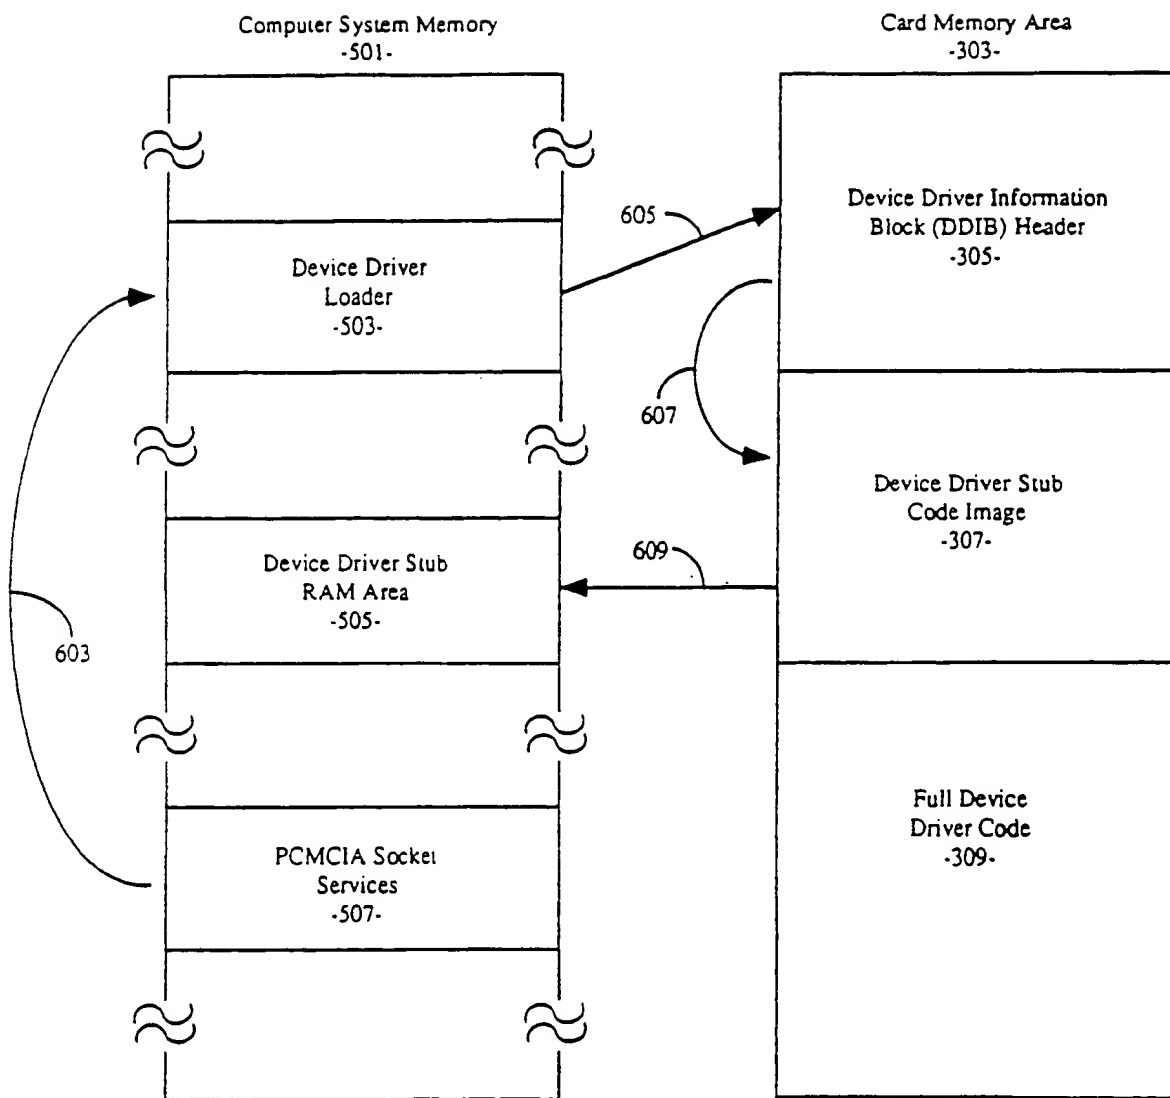 Computer System Memory
-501-
Card Memory Area
-303-
605
Device Driver Information
Block (DDIB) Header
-305-
Device Driver
Loader
-503-
607
Device Driver Stub
Code Image
-307-
609
Device Driver Stub
RAM Area
-505-
603
Full Device
Driver Code
-309-
PCMCIA Socket
Services
-507-